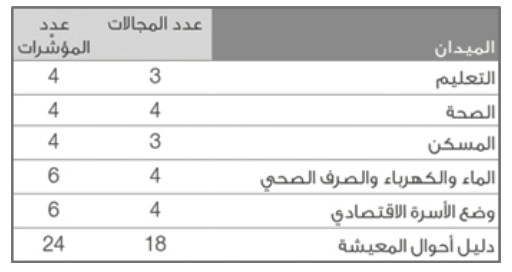 الميدان عدد المجالات عدد المؤشرات
التعليم 3 4
الصحة 4 4
المسكن 3 4
الماء والكهرباء والصرف الصحي 4 6
وضع الأسرة الاقتصادي 4 6
دليل أحوال المعيشة 18 24